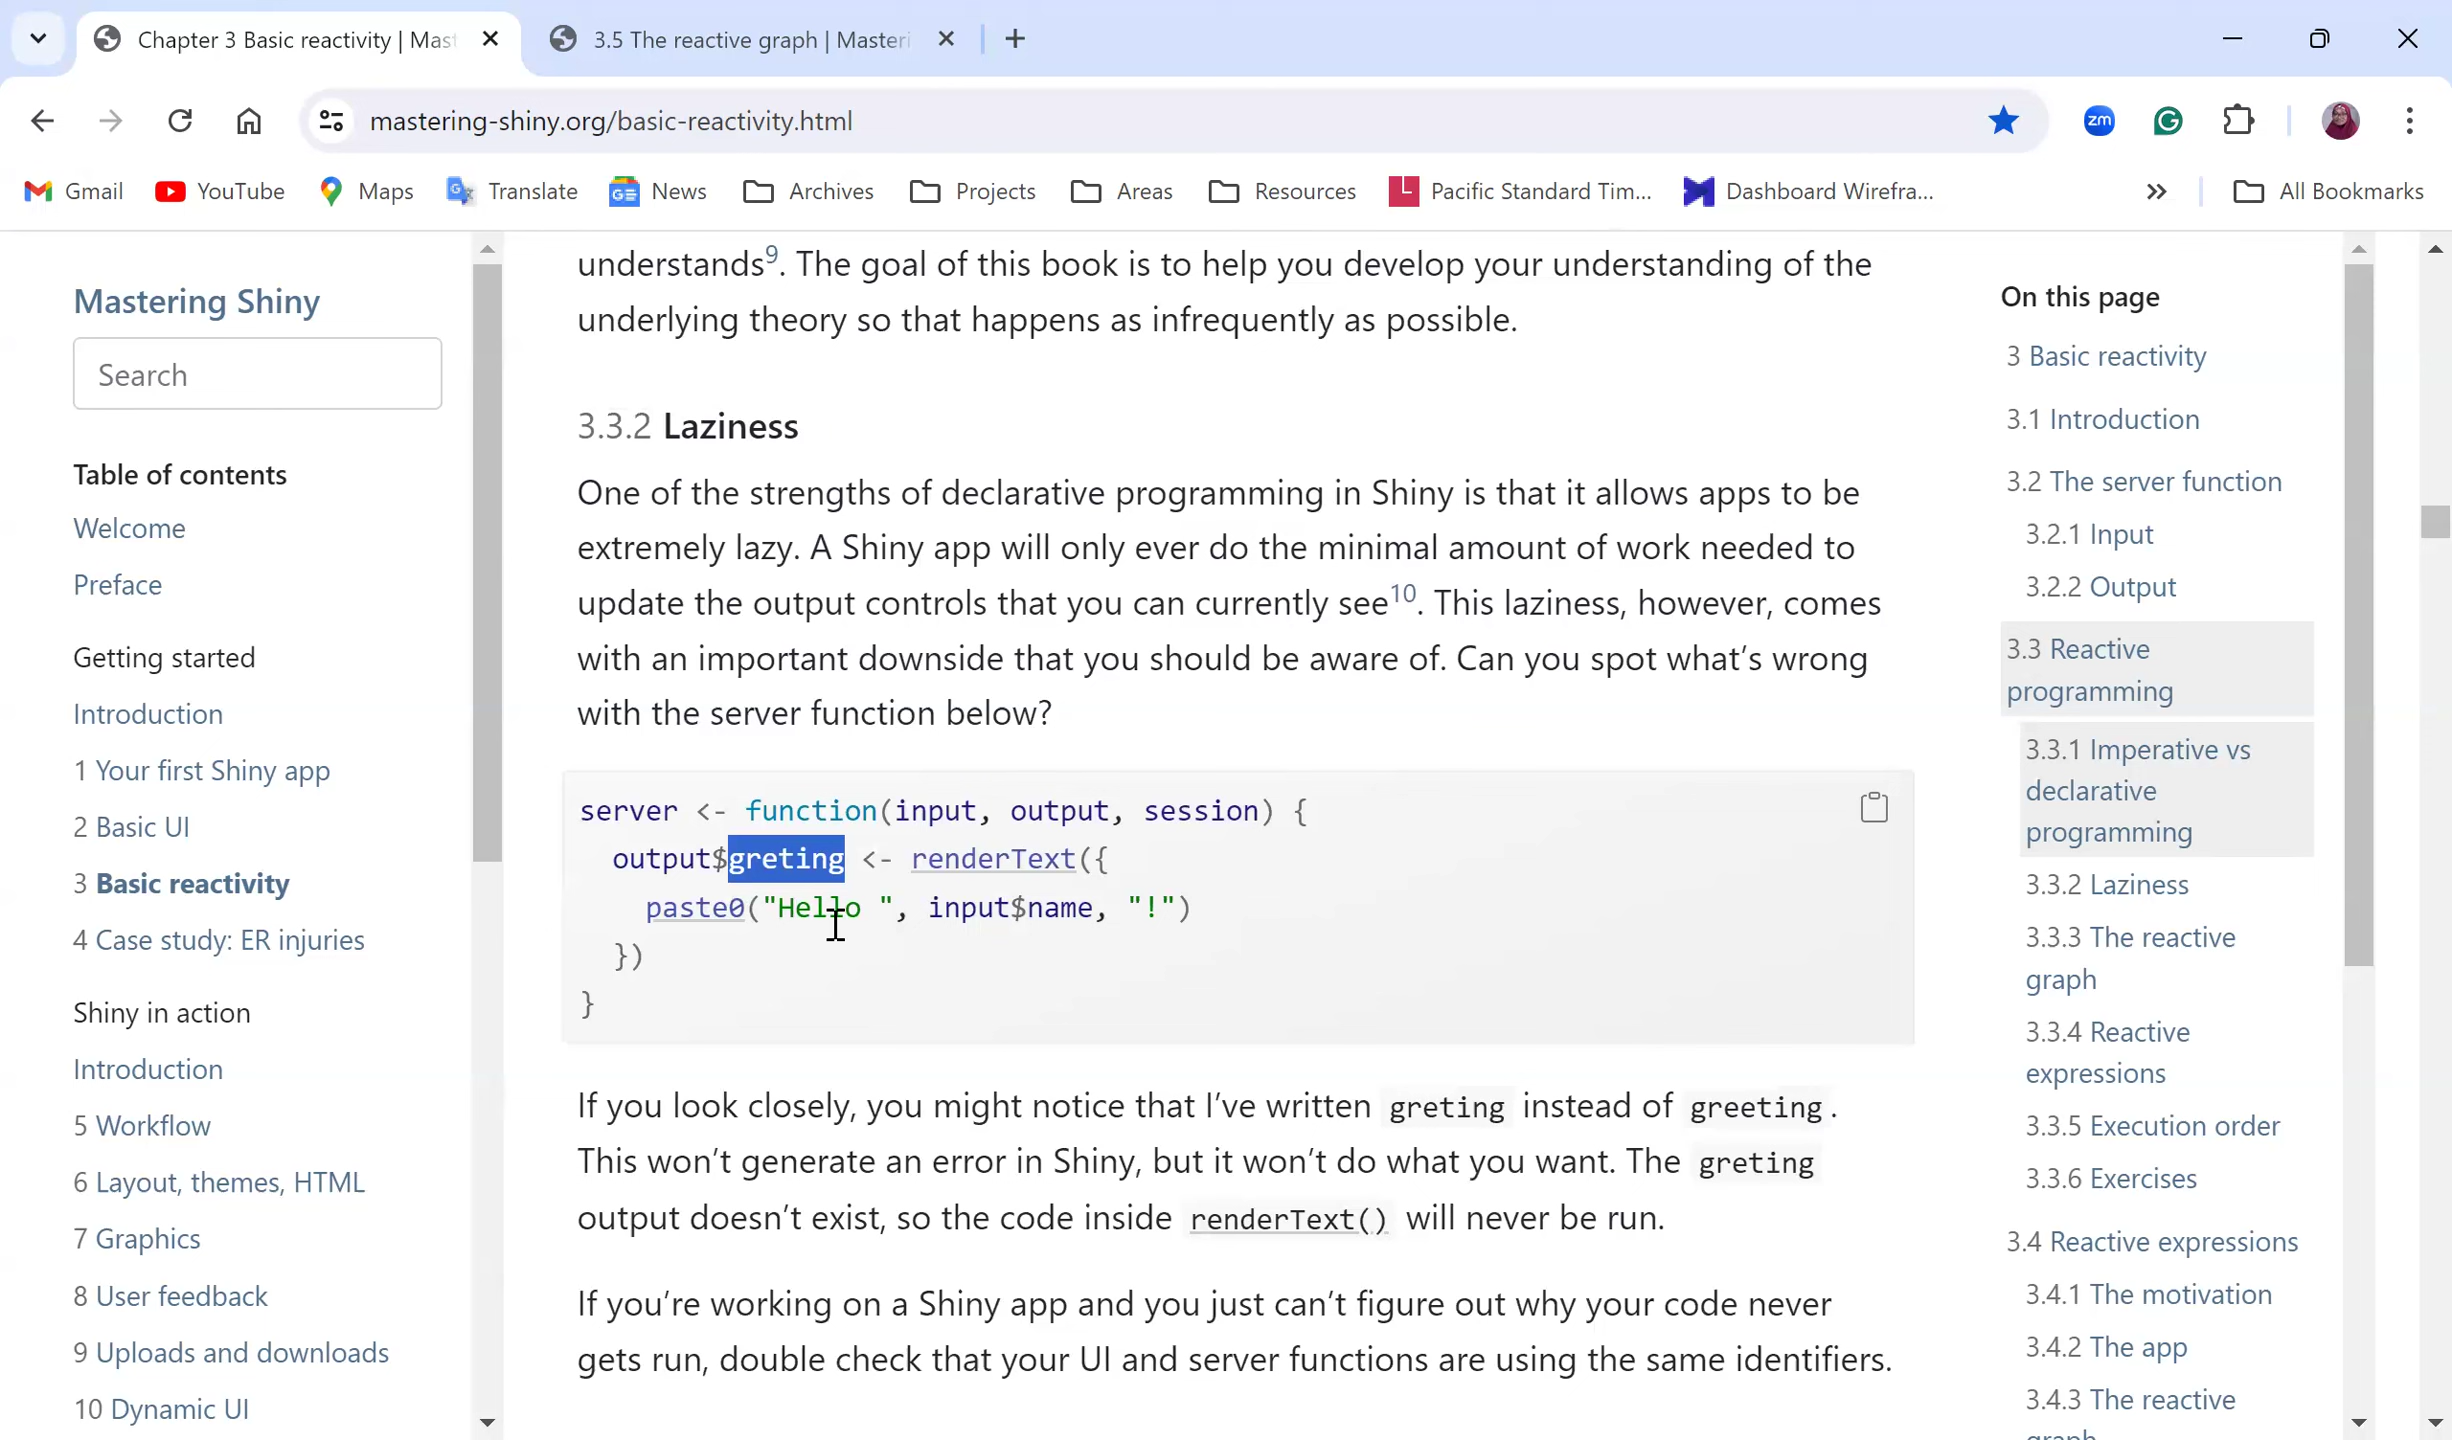 Chapter 3 Basic reactivity | Mast
3.5 The reactive graph | Masteri
mastering-shiny.org/basic-reactivity.html
zm
Gmail
YouTube
Maps
Translate
News
Archives
Projects
Areas
Resources
Pacific Standard Tim...
Dashboard Wirefra...
All Bookmarks
Mastering Shiny
Search
Table of contents
Welcome
Preface
Getting started
Introduction
1 Your first Shiny app
2 Basic UI
3 Basic reactivity
4 Case study: ER injuries
Shiny in action
Introduction
5 Workflow
6 Layout, themes, HTML
7 Graphics
8 User feedback
9 Uploads and downloads
10 Dynamic UI
understands9. The goal of this book is to help you develop your understanding of the
underlying theory so that happens as infrequently as possible.
3.3.2 Laziness
One of the strengths of declarative programming in Shiny is that it allows apps to be
extremely lazy. A Shiny app will only ever do the minimal amount of work needed to
update the output controls that you can currently see10. This laziness, however, comes
with an important downside that you should be aware of. Can you spot what's wrong
with the server function below?
server <- function(input, output, session) {
  output$greting <- renderText({
    paste0("Hello ", input$name, "!")
  })
}
If you look closely, you might notice that I've written greting instead of greeting.
This won't generate an error in Shiny, but it won't do what you want. The greting
output doesn't exist, so the code inside renderText() will never be run.
If you're working on a Shiny app and you just can't figure out why your code never
gets run, double check that your UI and server functions are using the same identifiers.
On this page
3 Basic reactivity
3.1 Introduction
3.2 The server function
3.2.1 Input
3.2.2 Output
3.3 Reactive
programming
3.3.1 Imperative vs
declarative
programming
3.3.2 Laziness
3.3.3 The reactive
graph
3.3.4 Reactive
expressions
3.3.5 Execution order
3.3.6 Exercises
3.4 Reactive expressions
3.4.1 The motivation
3.4.2 The app
3.4.3 The reactive
graph